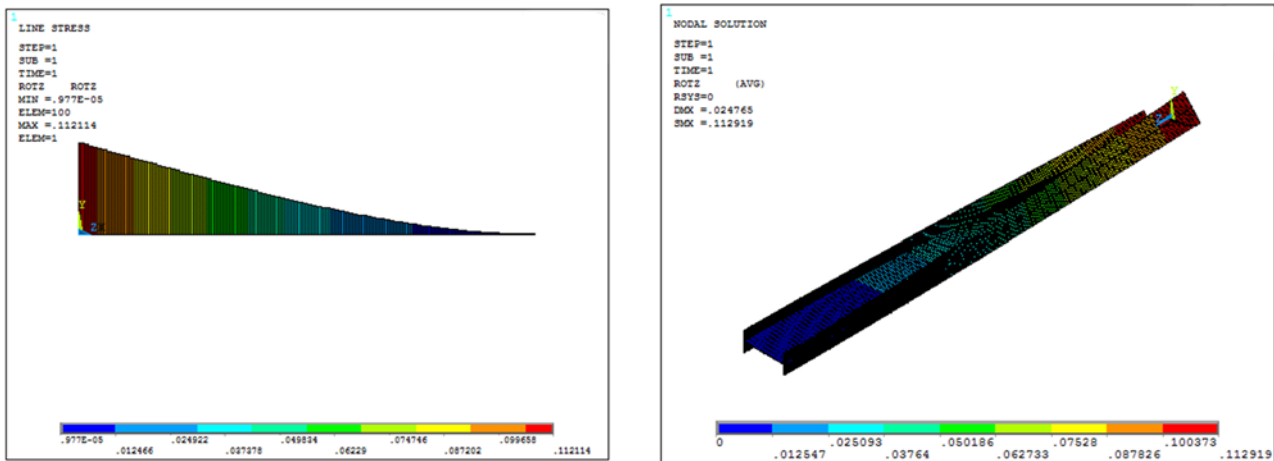 1
LINE STRESS
STEP=1
SUB =1
TIME=1
ROTZ ROTZ
MIN =.977E-05
ELEM=100
MAX =.112114
ELEM=1
Y
Z
.977E-05 .024922 .049834 .074746 .099658
.012466 .037378 .06229 .087202 .112114
1
NODAL SOLUTION
STEP=1
SUB =1
TIME=1
ROTZ (AVG)
RSYS=0
DMX =.024765
SMX =.112919
Y
Z
0 .025093 .050186 .07528 .100373
.012547 .03764 .062733 .087826 .112919